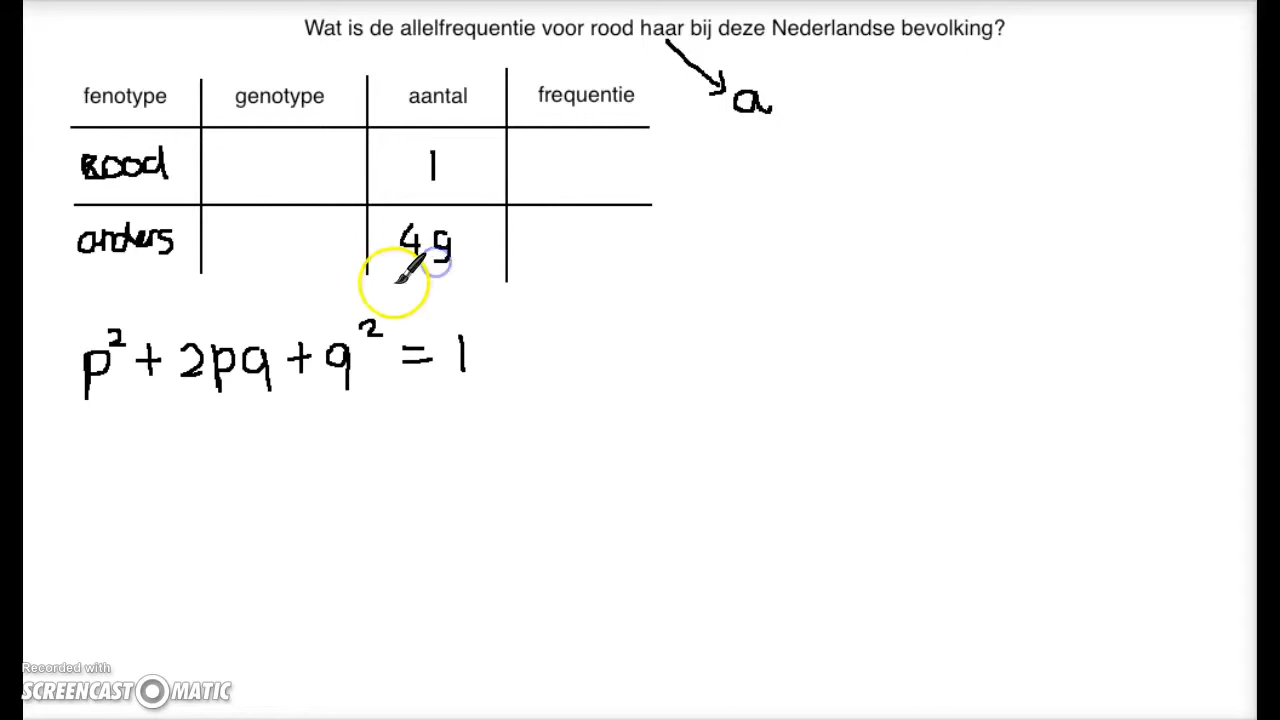 Wat is de allelfrequentie voor rood haar bij deze Nederlandse bevolking?
a
fenotype genotype aantal frequentie
Rood 1
anders 49
p² + 2pq + q² = 1
Recorded with
SCREENCAST MATIC